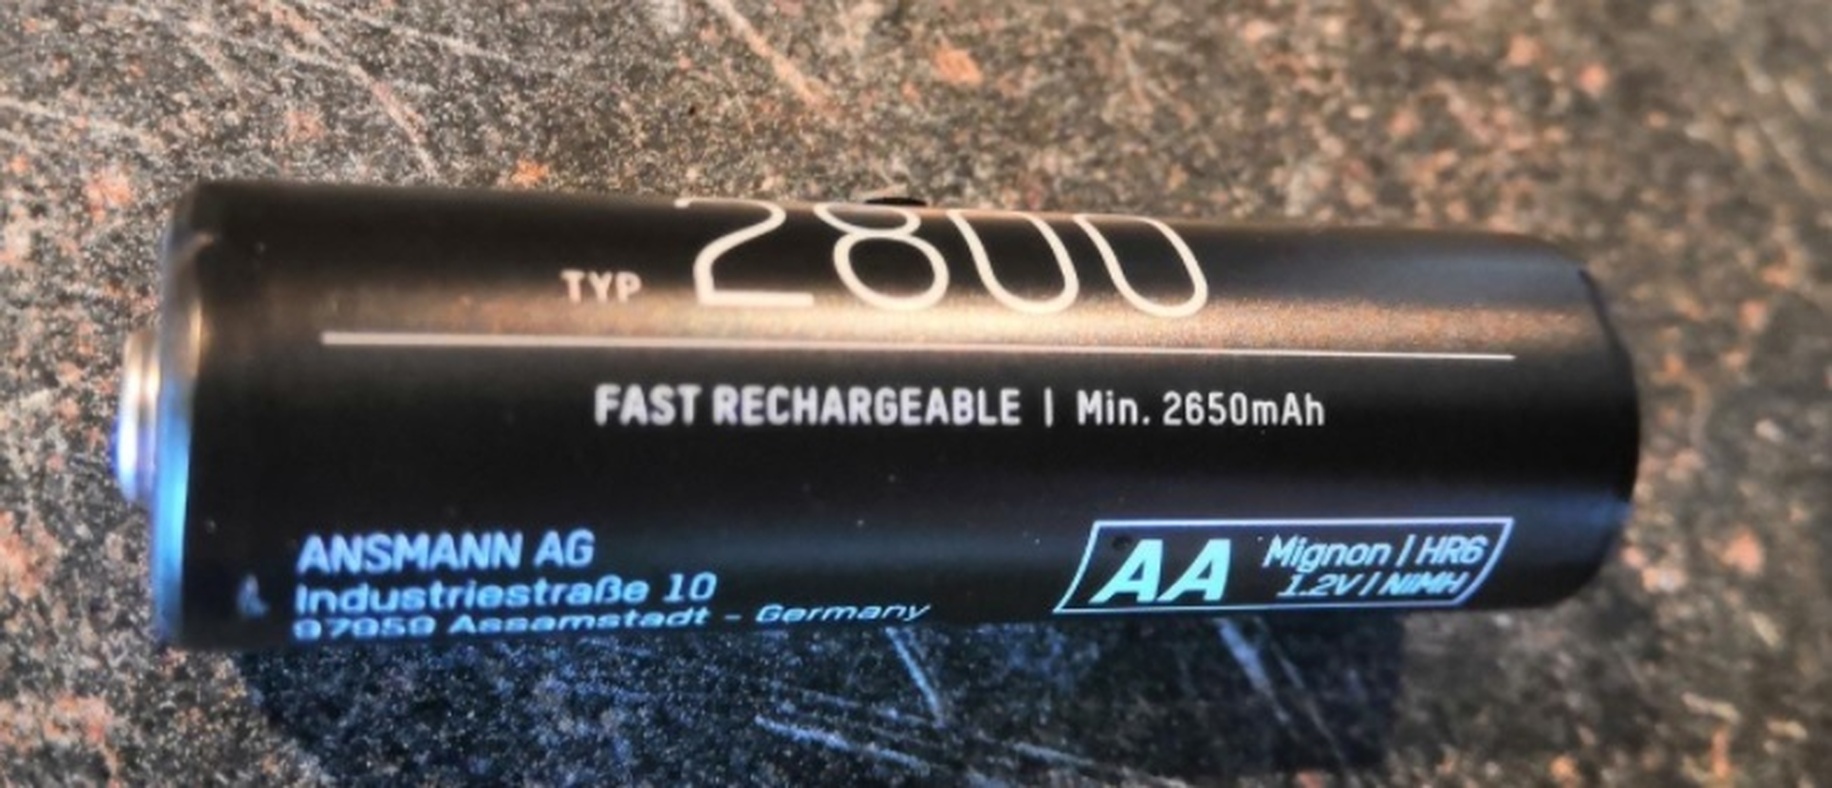 TYP 2800
FAST RECHARGEABLE | Min. 2650mAh
ANSMANN AG
Industriestraße 10
97959 Assamstadt - Germany
AA
Mignon | HR6
1.2V | NiMH